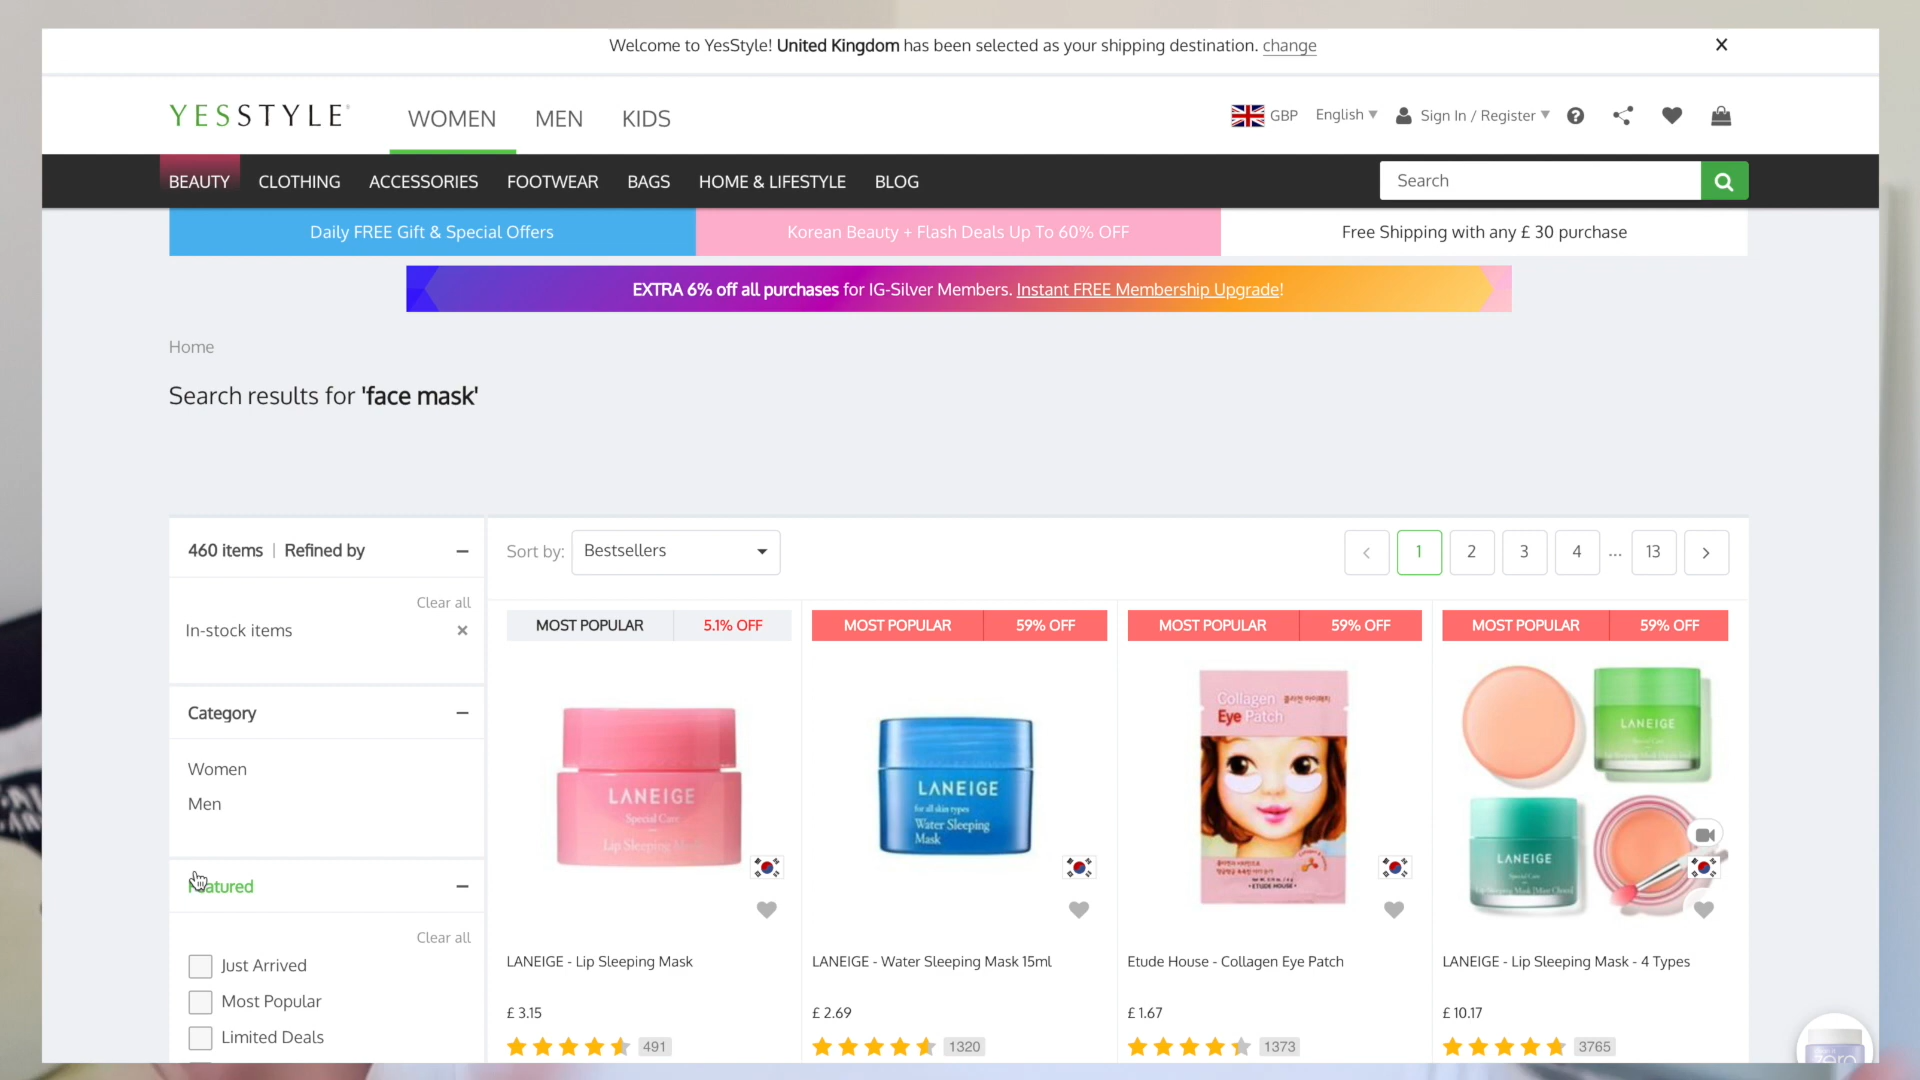 Welcome to YesStyle! United Kingdom has been selected as your shipping destination. change
YESSTYLE
WOMEN
MEN
KIDS
GBP
English
Sign In / Register
BEAUTY
CLOTHING
ACCESSORIES
FOOTWEAR
BAGS
HOME & LIFESTYLE
BLOG
Search
Daily FREE Gift & Special Offers
Korean Beauty + Flash Deals Up To 60% OFF
Free Shipping with any £ 30 purchase
EXTRA 6% off all purchases for IG-Silver Members. Instant FREE Membership Upgrade!
Home
Search results for 'face mask'
460 items | Refined by
Clear all
In-stock items
Category
Women
Men
Featured
Clear all
Just Arrived
Most Popular
Limited Deals
Sort by: Bestsellers
1 2 3 4 ... 13
MOST POPULAR 5.1% OFF
LANEIGE
Special Care
Lip Sleeping Mask
LANEIGE - Lip Sleeping Mask
£ 3.15
491
MOST POPULAR 59% OFF
LANEIGE
for all skin types
Water Sleeping
Mask
LANEIGE - Water Sleeping Mask 15ml
£ 2.69
1320
MOST POPULAR 59% OFF
Collagen
Eye Patch
ETUDE HOUSE
Etude House - Collagen Eye Patch
£ 1.67
1373
MOST POPULAR 59% OFF
LANEIGE
LANEIGE
LANEIGE - Lip Sleeping Mask - 4 Types
£ 10.17
3765
zero